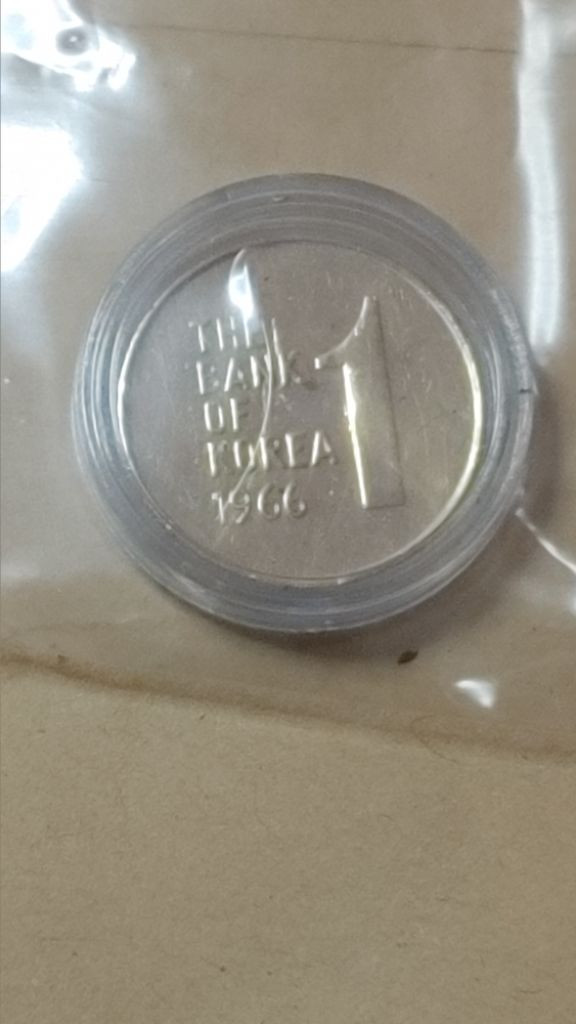 THE
BANK
OF
KOREA
1966
1